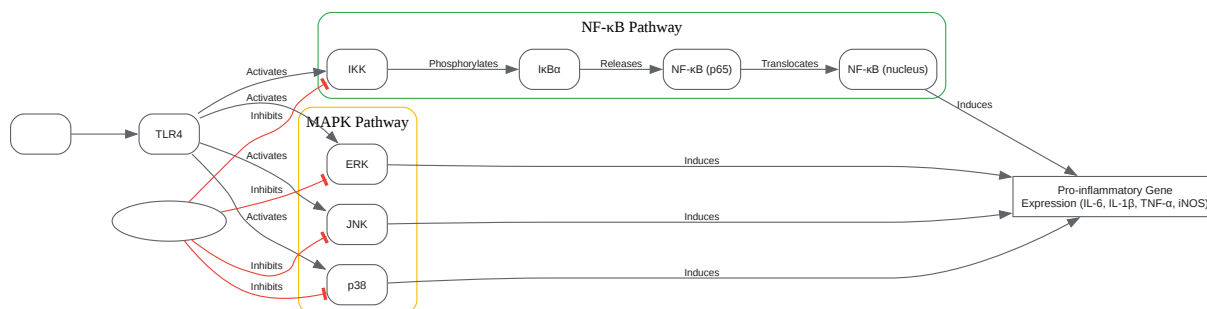 NF-κB Pathway
Activates
IKK
Phosphorylates
IκBα
Releases
NF-κB (p65)
Translocates
NF-κB (nucleus)
Activates
Inhibits
Induces
MAPK Pathway
TLR4
Activates
ERK
Induces
Inhibits
Pro-inflammatory Gene
Expression (IL-6, IL-1β, TNF-α, iNOS)
Activates
JNK
Induces
Inhibits
p38
Induces
Inhibits